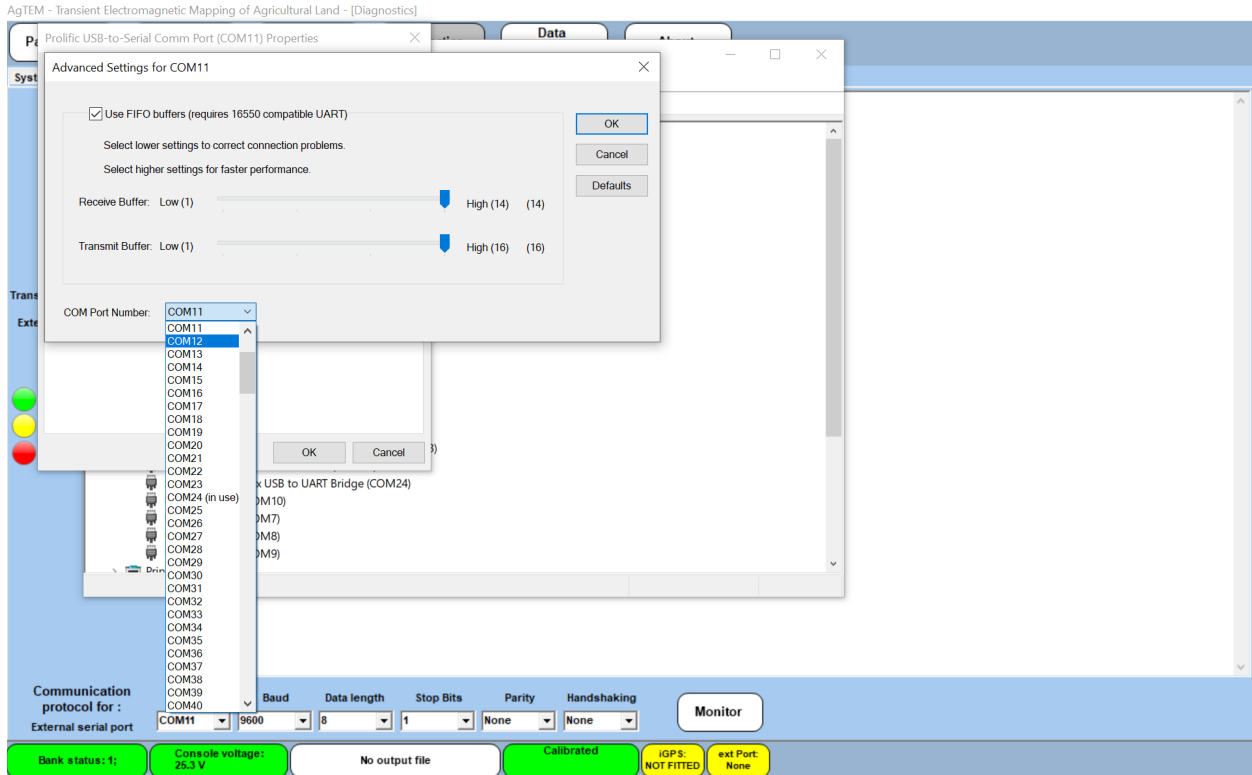 AgTEM - Transient Electromagnetic Mapping of Agricultural Land - [Diagnostics]
Data
Prolific USB-to-Serial Comm Port (COM11) Properties
Advanced Settings for COM11
Use FIFO buffers (requires 16550 compatible UART)
OK
Select lower settings to correct connection problems.
Cancel
Select higher settings for faster performance.
Defaults
Receive Buffer: Low (1) High (14) (14)
Transmit Buffer: Low (1) High (16) (16)
COM Port Number: COM11
COM11
COM12
COM13
COM14
COM15
COM16
COM17
COM18
COM19
COM20
COM21
COM22
COM23
COM24 (in use)
COM25
COM26
COM27
COM28
COM29
COM30
COM31
COM32
COM33
COM34
COM35
COM36
COM37
COM38
COM39
COM40
OK Cancel
USB to UART Bridge (COM24)
Communication
protocol for :
External serial port
Baud Data length Stop Bits Parity Handshaking
COM11 9600 8 1 None None
Monitor
Bank status: 1;
Console voltage:
25.3 V
No output file
Calibrated
iGPS:
NOT FITTED
ext Port:
None